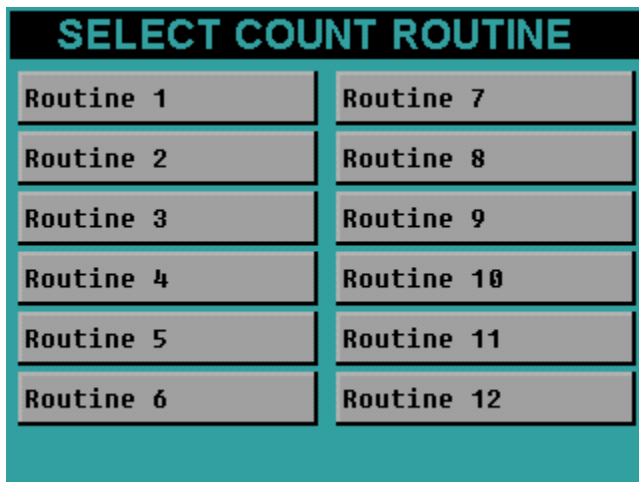 SELECT COUNT ROUTINE
Routine 1
Routine 2
Routine 3
Routine 4
Routine 5
Routine 6
Routine 7
Routine 8
Routine 9
Routine 10
Routine 11
Routine 12